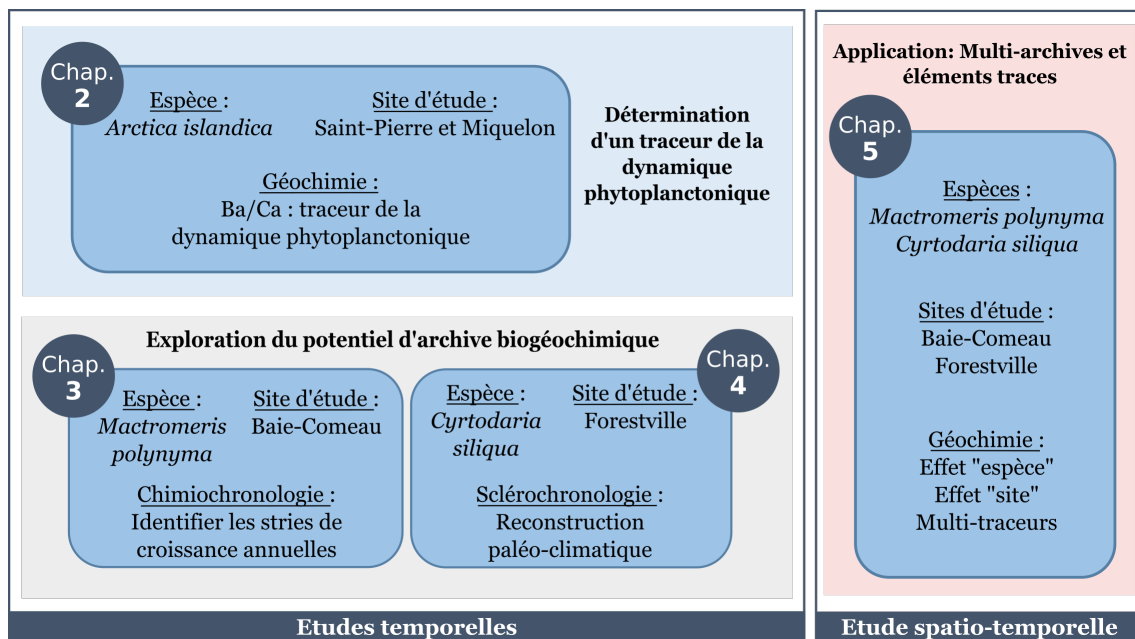 Chap.
2
Espèce :
Arctica islandica
Site d'étude :
Saint-Pierre et Miquelon
Géochimie :
Ba/Ca : traceur de la
dynamique phytoplanctonique
Détermination
d'un traceur de la
dynamique
phytoplanctonique
Exploration du potentiel d'archive biogéochimique
Chap.
3
Espèce :
Mactromeris
polynyma
Site d'étude :
Baie-Comeau
Chimiochronologie :
Identifier les stries de
croissance annuelles
Chap.
4
Espèce :
Cyrtodaria
siliqua
Site d'étude :
Forestville
Sclérochronologie :
Reconstruction
paléo-climatique
Etudes temporelles
Application: Multi-archives et
éléments traces
Chap.
5
Espèces :
Mactromeris polynyma
Cyrtodaria siliqua
Sites d'étude :
Baie-Comeau
Forestville
Géochimie :
Effet "espèce"
Effet "site"
Multi-traceurs
Etude spatio-temporelle